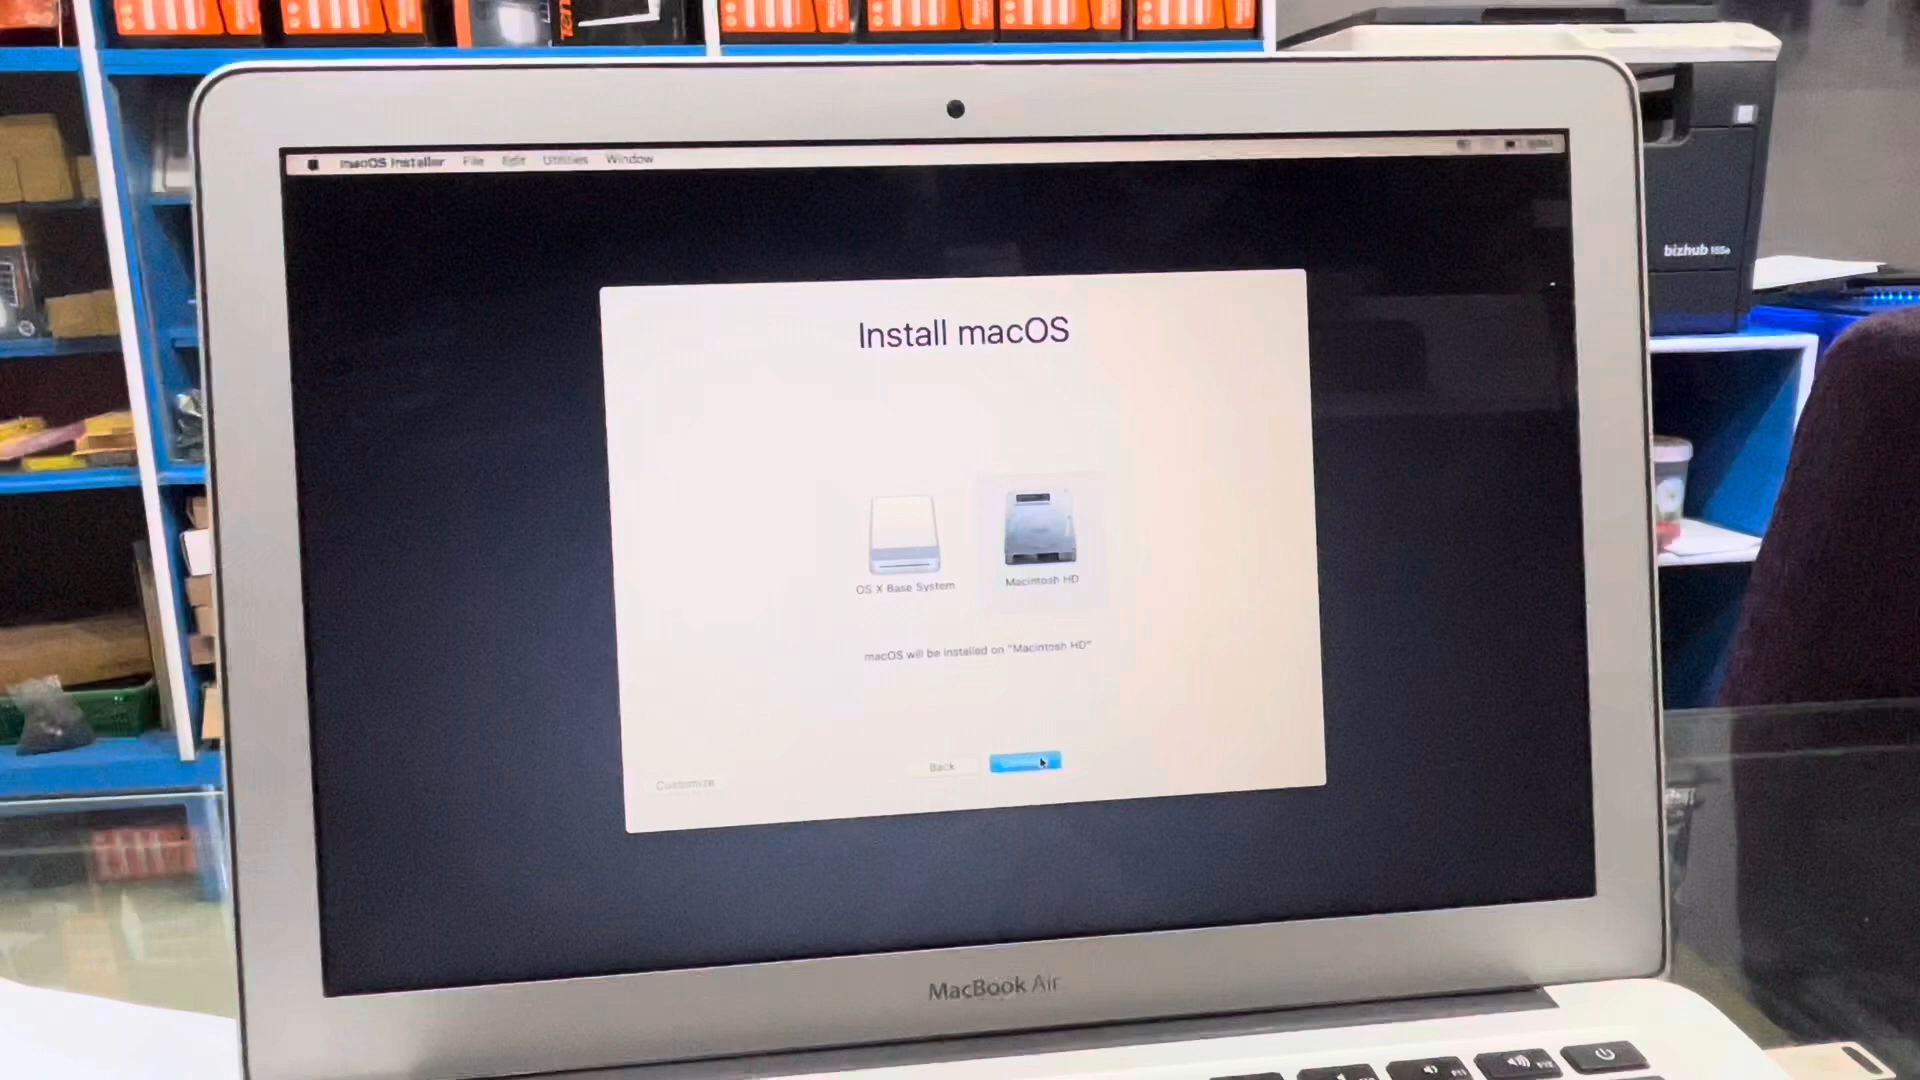 macOS Installer File Edit Utilities Window
bizhub
Install macOS
OS X Base System
Macintosh HD
macOS will be installed on "Macintosh HD"
Back
Customize
MacBook Air